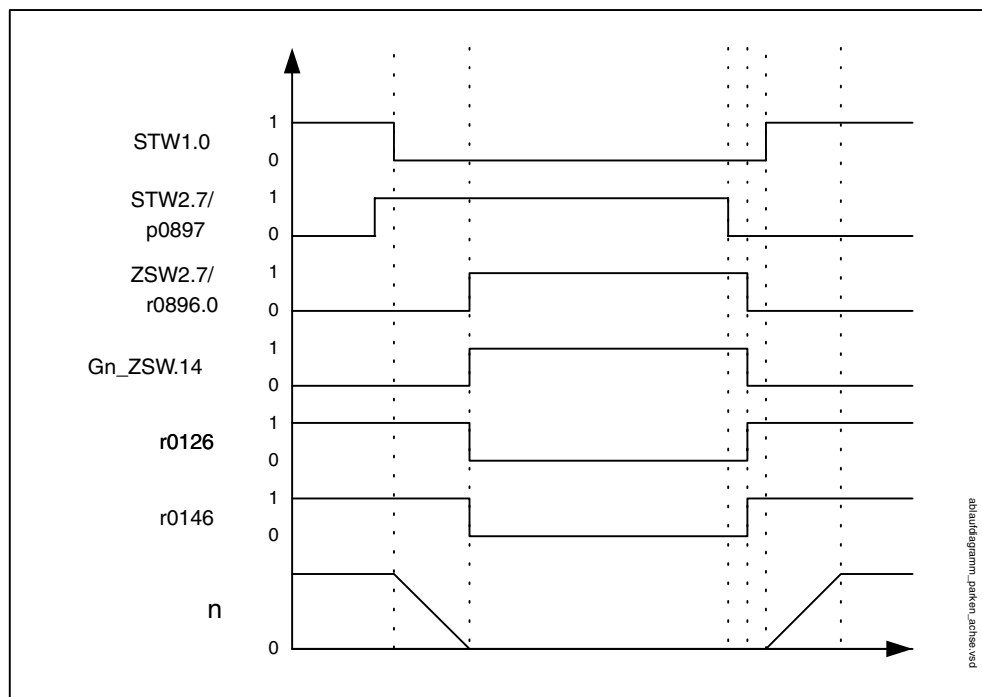 1
STW1.0
0
STW2.7/
1
p0897
0
ZSW2.7/
1
r0896.0
0
1
Gn_ZSW.14
0
1
r0126
0
1
r0146
0
n
0
ablaufdiagramm_parken_achse.vsd